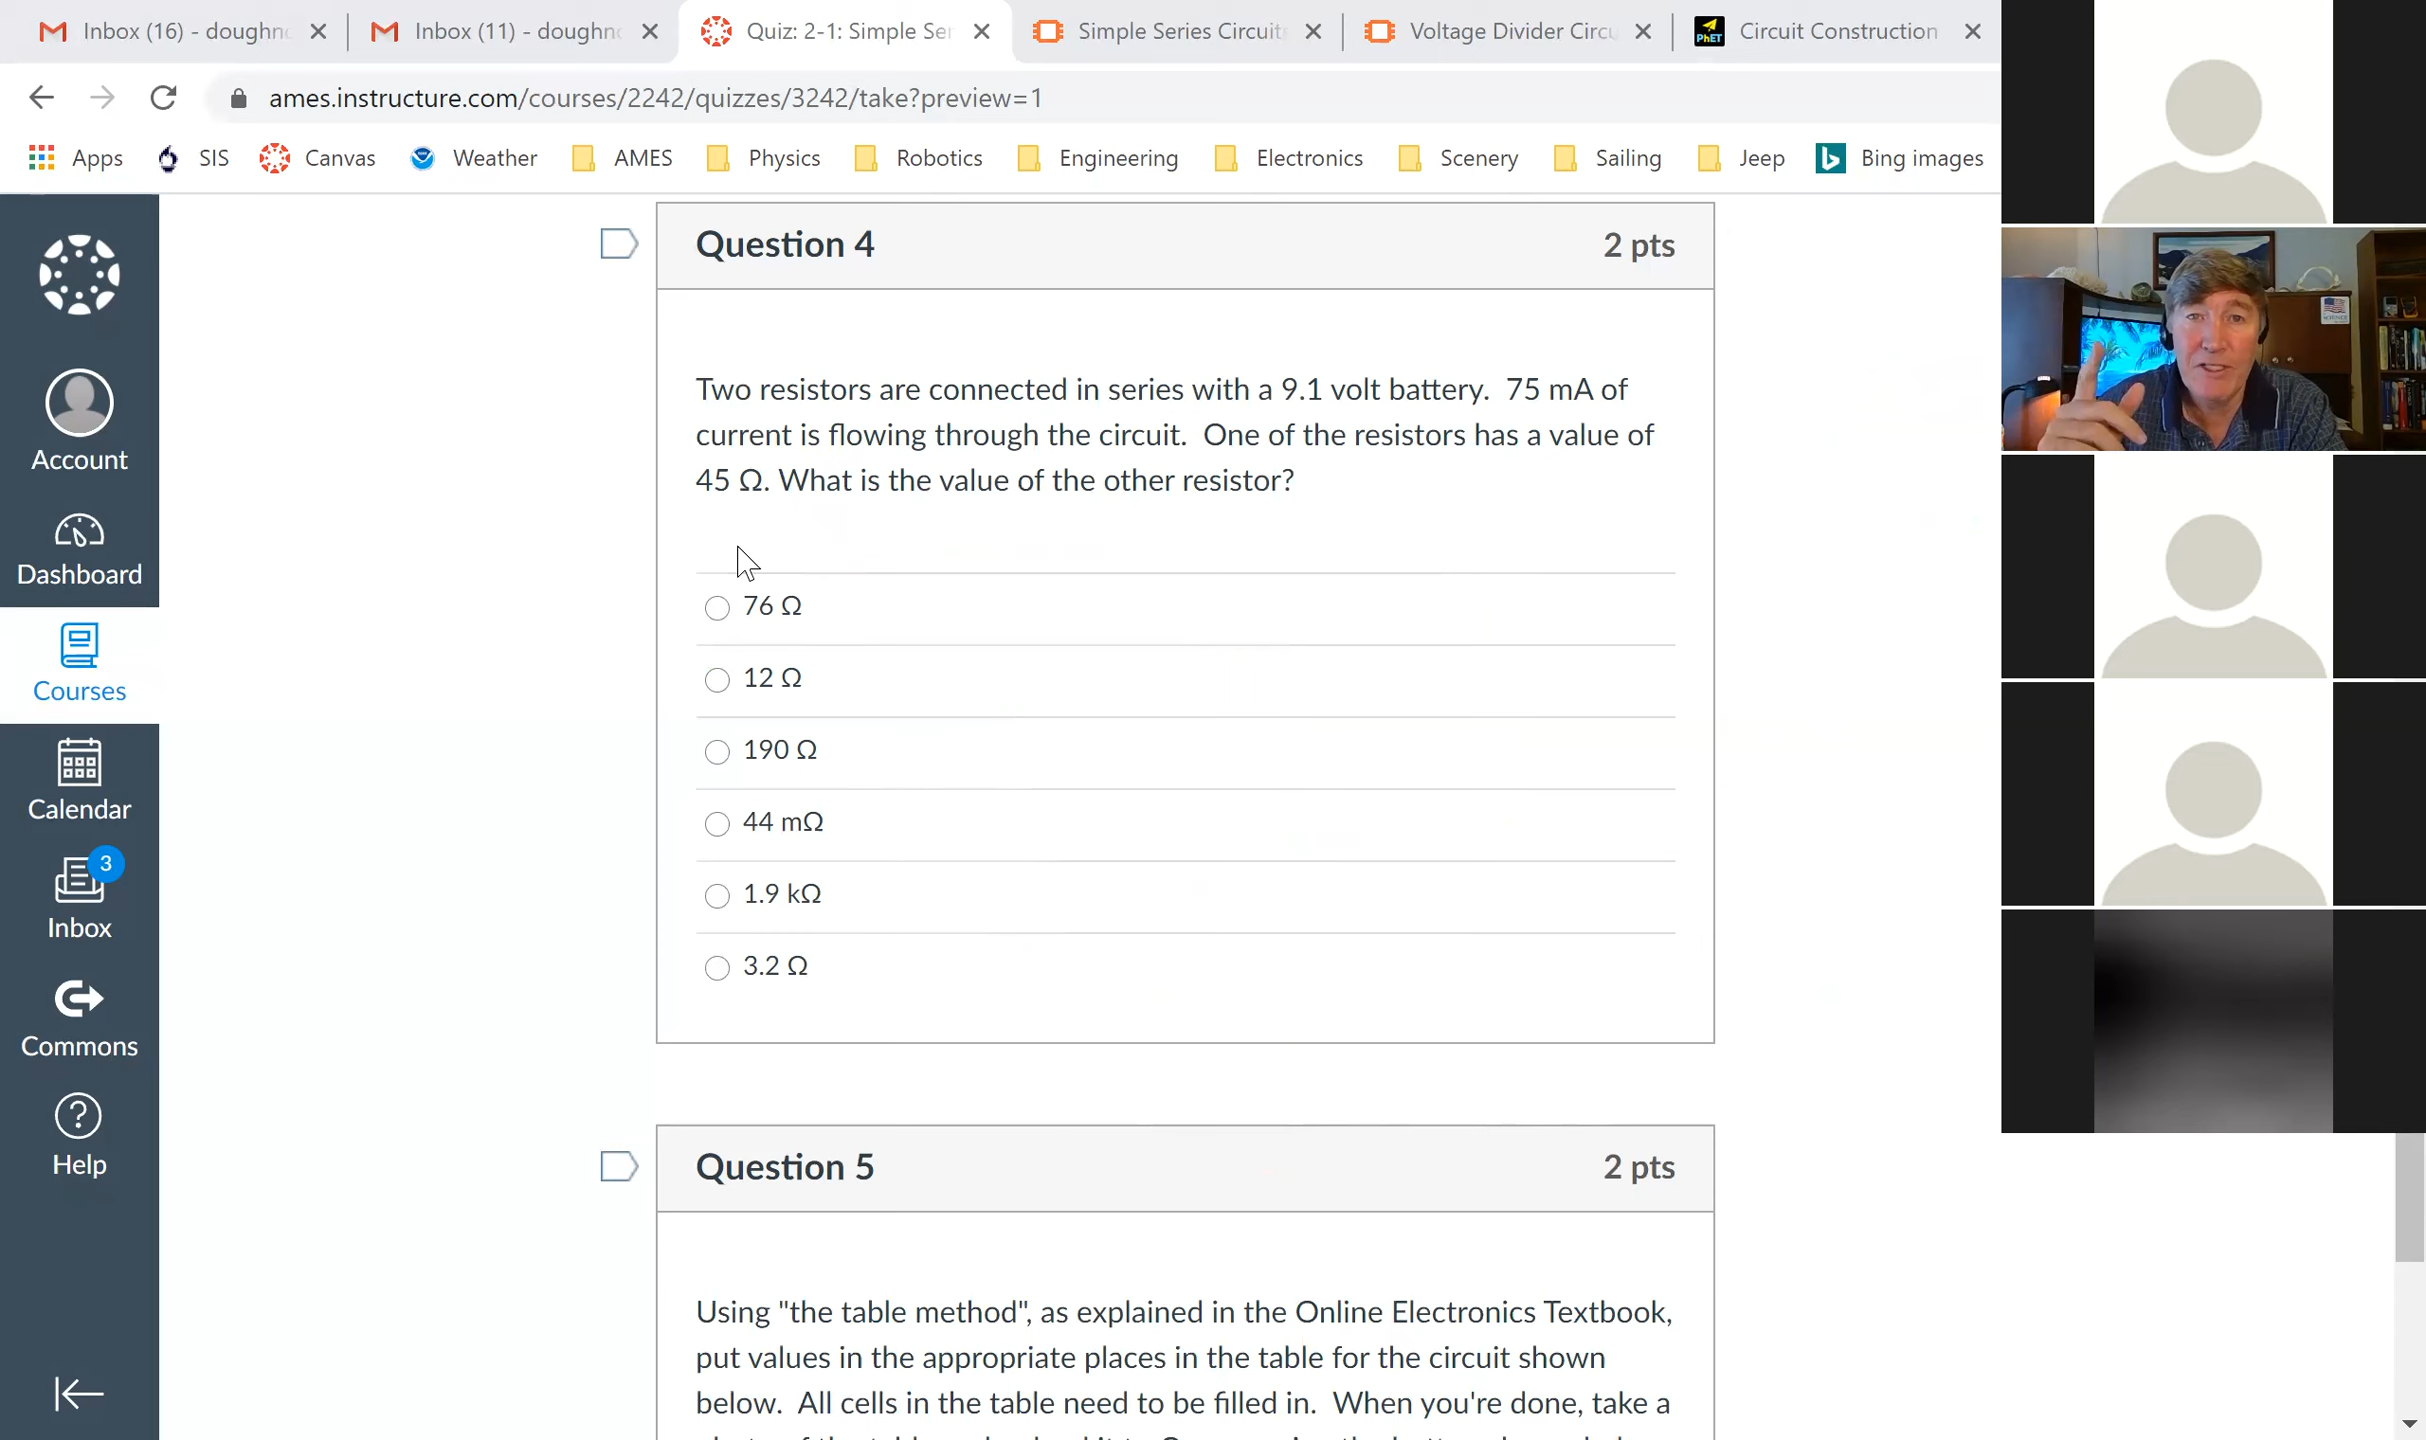 Inbox (16) - doughn
Inbox (11) - doughn
Quiz: 2-1: Simple Se
Simple Series Circuit
Voltage Divider Circu
PhET
Circuit Construction
ames.instructure.com/courses/2242/quizzes/3242/take?preview=1
Apps
SIS
Canvas
Weather
AMES
Physics
Robotics
Engineering
Electronics
Scenery
Sailing
Jeep
Bing images
Account
Dashboard
Courses
Calendar
3
Inbox
Commons
Help
Question 4
2 pts
Two resistors are connected in series with a 9.1 volt battery. 75 mA of
current is flowing through the circuit. One of the resistors has a value of
45 Ω. What is the value of the other resistor?
76 Ω
12 Ω
190 Ω
44 mΩ
1.9 kΩ
3.2 Ω
Question 5
2 pts
Using "the table method", as explained in the Online Electronics Textbook,
put values in the appropriate places in the table for the circuit shown
below. All cells in the table need to be filled in. When you're done, take a